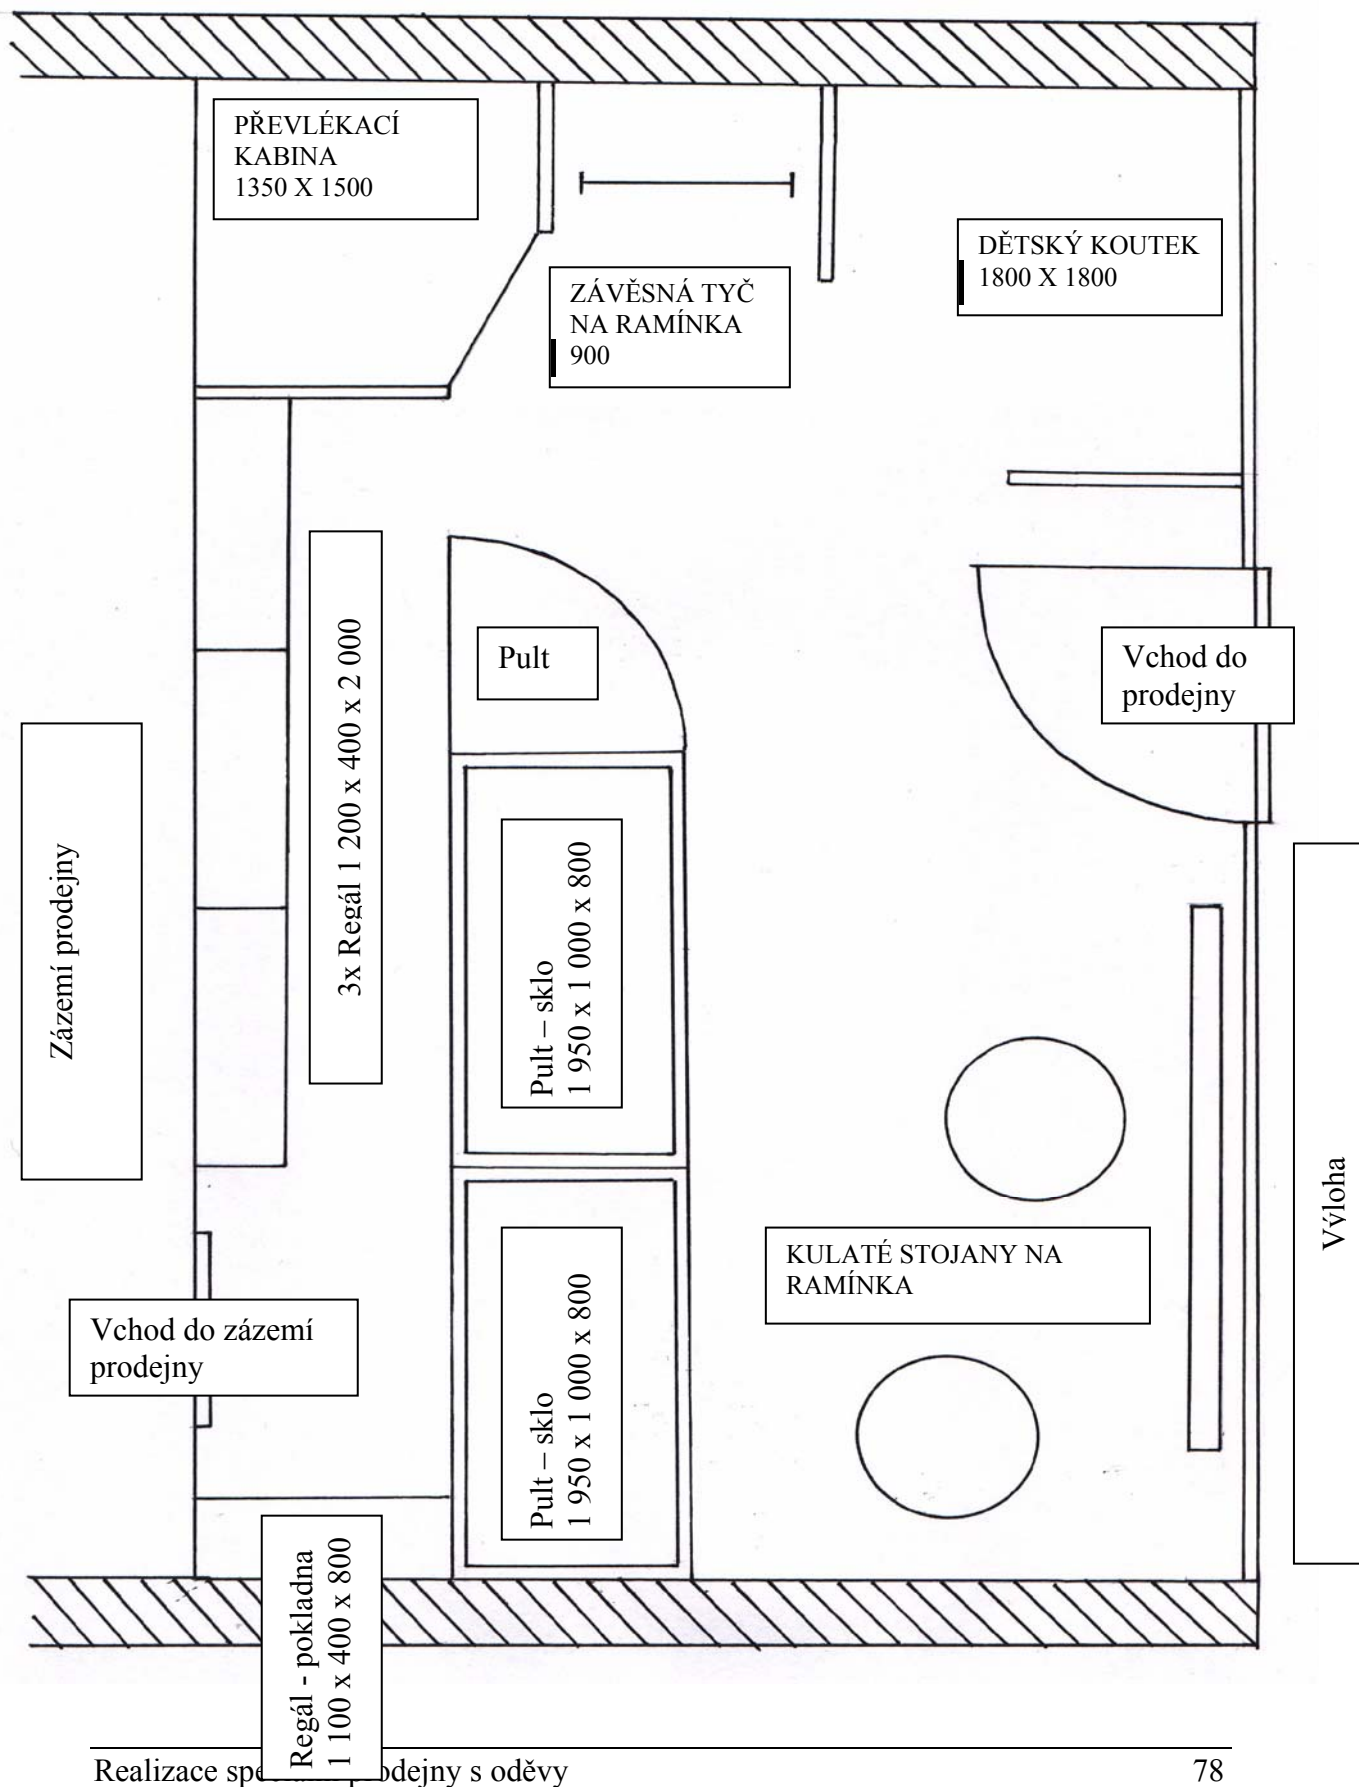 PŘEVLÉKACÍ
KABINA
1350 X 1500
DĚTSKÝ KOUTEK
1800 X 1800
ZÁVĚSNÁ TYČ
NA RAMÍNKA
900
Pult
Vchod do
prodejny
3x Regál 1 200 x 400 x 2 000
Zázemí prodejny
Pult – sklo
1 950 x 1 000 x 800
Výloha
KULATÉ STOJANY NA
RAMÍNKA
Vchod do zázemí
prodejny
Pult – sklo
1 950 x 1 000 x 800
Regál - pokladna
1 100 x 400 x 800
Realizace prodejny s oděvy
78